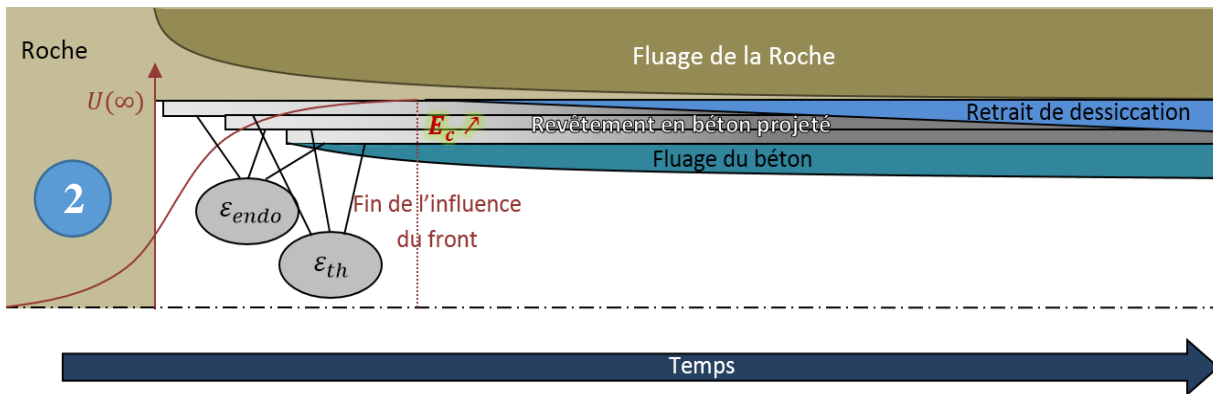 Roche
Fluage de la Roche
U(∞)
Retrait de dessiccation
E_c ↗
Revêtement en béton projeté
Fluage du béton
2
ε_endo
Fin de l'influence
du front
ε_th
Temps